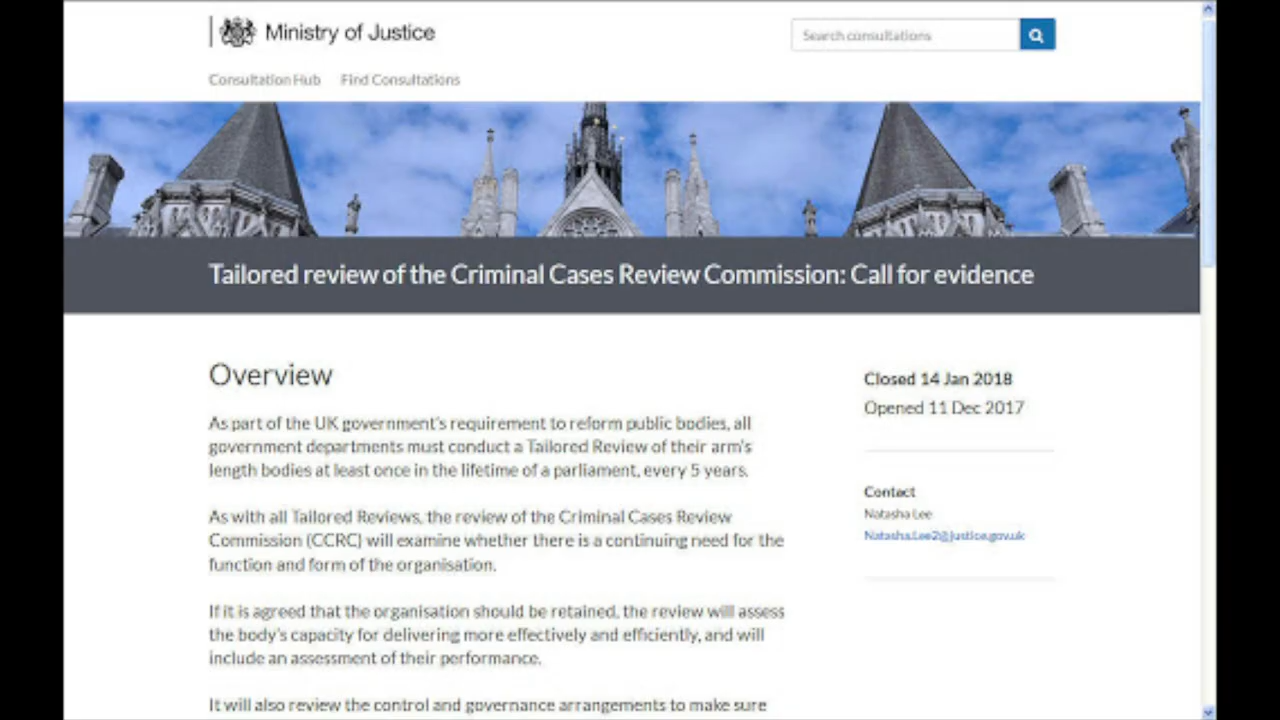 Ministry of Justice
Search consultations
Consultation Hub Find Consultations
Tailored review of the Criminal Cases Review Commission: Call for evidence
Overview
As part of the UK government's requirement to reform public bodies, all
government departments must conduct a Tailored Review of their arm's
length bodies at least once in the lifetime of a parliament, every 5 years.
As with all Tailored Reviews, the review of the Criminal Cases Review
Commission (CCRC) will examine whether there is a continuing need for the
function and form of the organisation.
If it is agreed that the organisation should be retained, the review will assess
the body's capacity for delivering more effectively and efficiently, and will
include an assessment of their performance.
It will also review the control and governance arrangements to make sure
Closed 14 Jan 2018
Opened 11 Dec 2017
Contact
Natasha Lee
Natasha.Lee2@justice.gov.uk